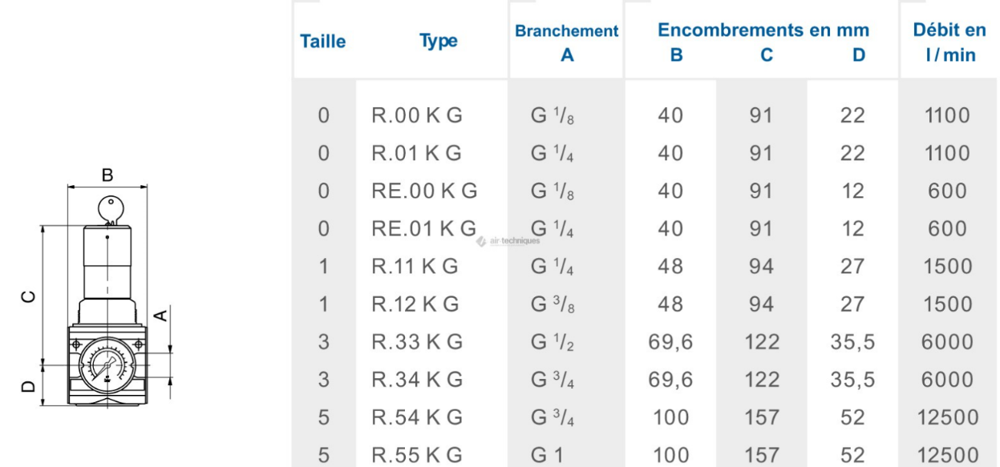 Taille Type Branchement A Encombrements en mm B C D Débit en l / min
0 R.00 K G G 1/8 40 91 22 1100
0 R.01 K G G 1/4 40 91 22 1100
0 RE.00 K G G 1/8 40 91 12 600
0 RE.01 K G G 1/4 40 91 12 600
air techniques
1 R.11 K G G 1/4 48 94 27 1500
1 R.12 K G G 3/8 48 94 27 1500
3 R.33 K G G 1/2 69,6 122 35,5 6000
3 R.34 K G G 3/4 69,6 122 35,5 6000
5 R.54 K G G 3/4 100 157 52 12500
5 R.55 K G G 1 100 157 52 12500
B
C
A
D
bar